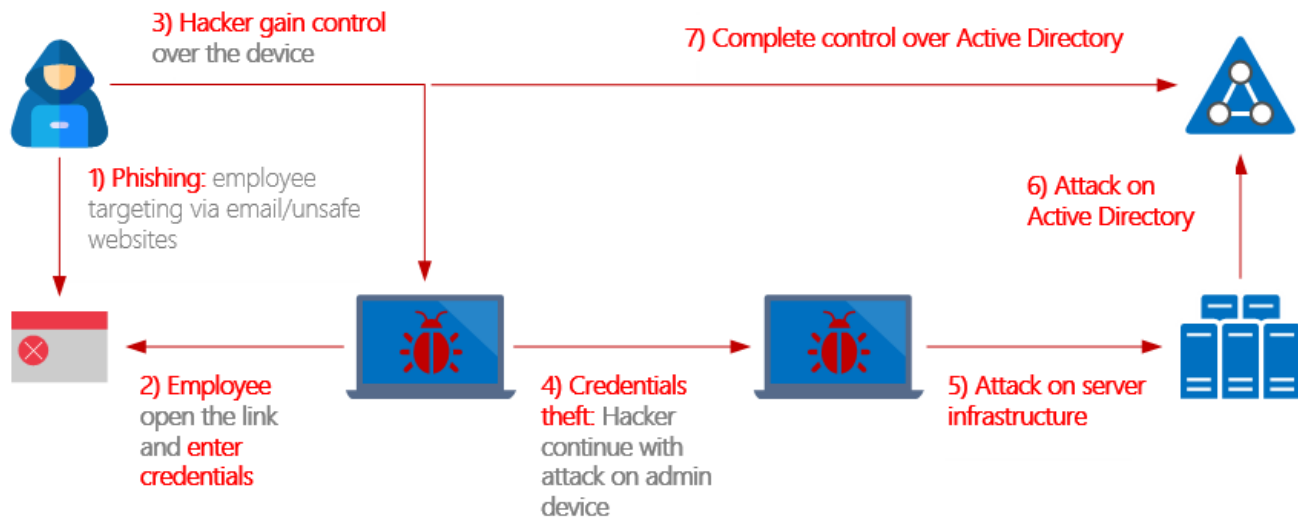 3) Hacker gain control
over the device
7) Complete control over Active Directory
1) Phishing: employee
targeting via email/unsafe
websites
6) Attack on
Active Directory
2) Employee
open the link
and enter
credentials
4) Credentials
theft: Hacker
continue with
attack on admin
device
5) Attack on server
infrastructure